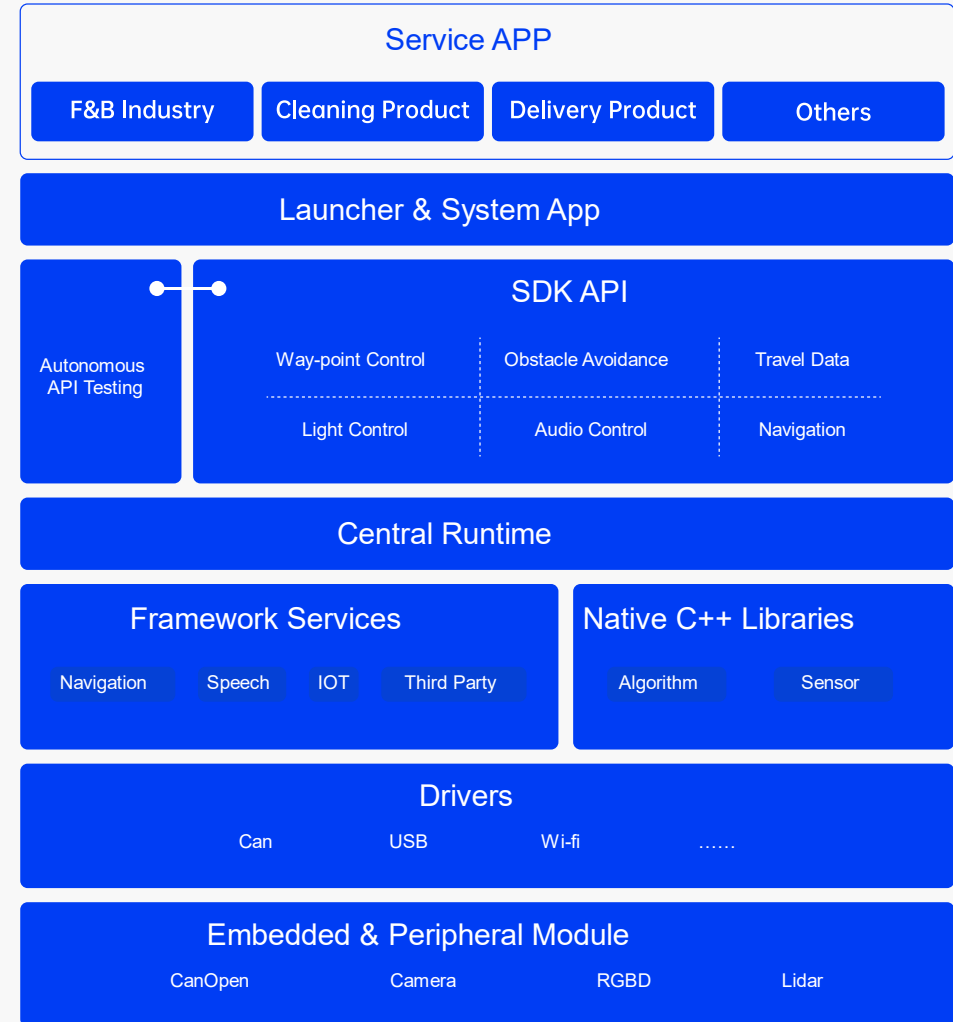 Service APP
F&B Industry
Cleaning Product
Delivery Product
Others
Launcher & System App
Autonomous
API Testing
SDK API
Way-point Control
Obstacle Avoidance
Travel Data
Light Control
Audio Control
Navigation
Central Runtime
Framework Services
Navigation
Speech
IOT
Third Party
Native C++ Libraries
Algorithm
Sensor
Drivers
Can
USB
Wi-fi
……
Embedded & Peripheral Module
CanOpen
Camera
RGBD
Lidar